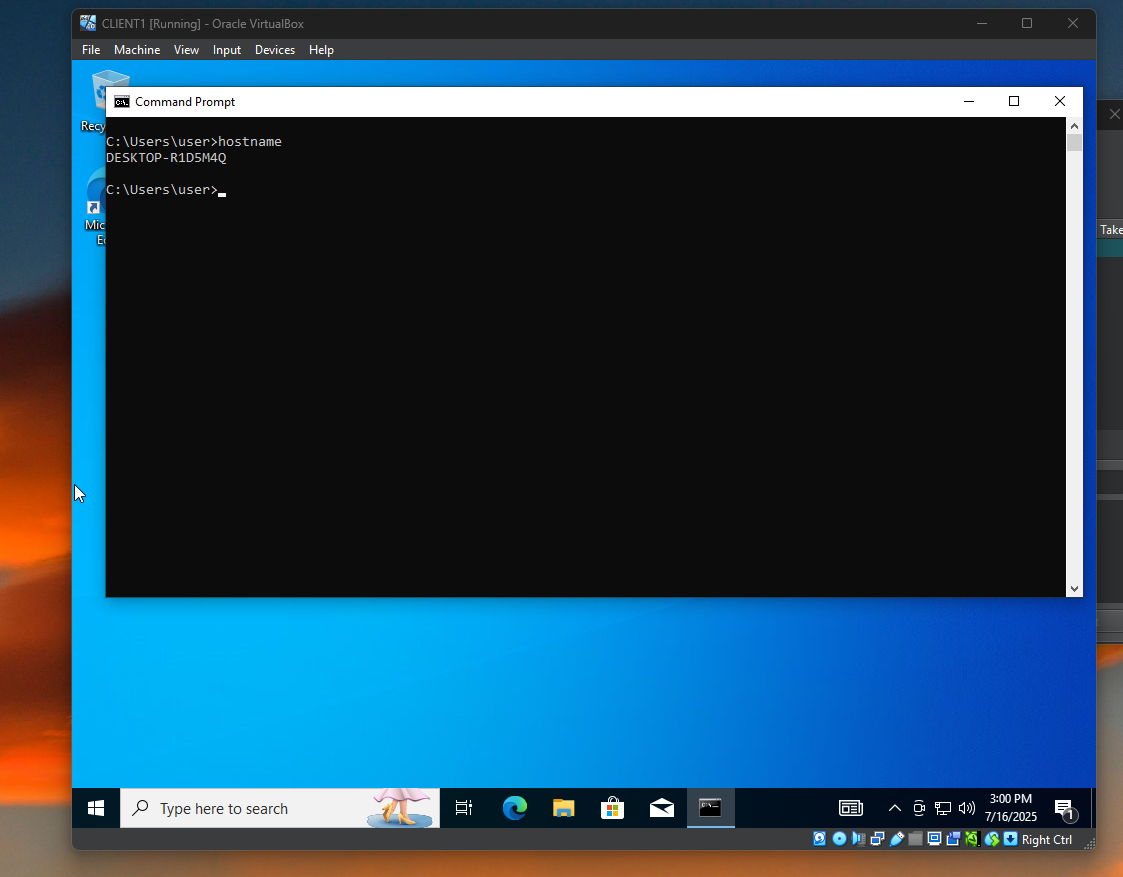 CLIENT1 [Running] - Oracle VirtualBox
File Machine View Input Devices Help
Command Prompt
C:\Users\user>hostname
DESKTOP-R1D5M4Q
C:\Users\user>
Recy
Mic
Ed
Take
Type here to search
3:00 PM
7/16/2025
1
Right Ctrl